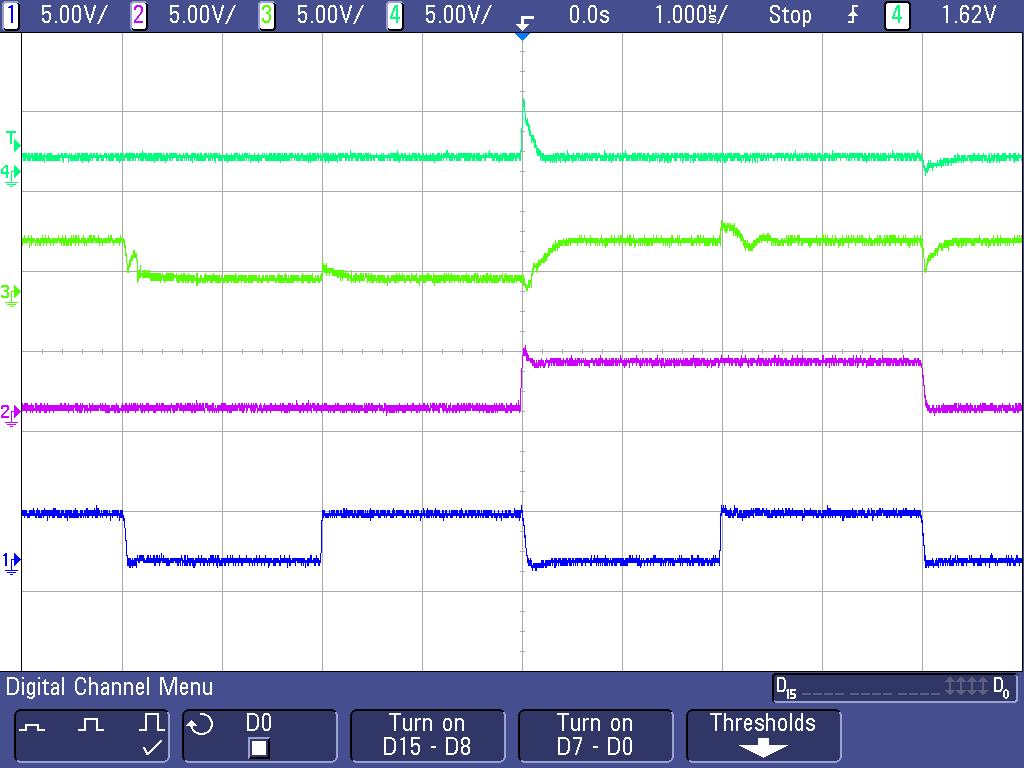 1 5.00V/ 2 5.00V/ 3 5.00V/ 4 5.00V/ 0.0s 1.000㎲/ Stop 4 1.62V
T
4
3
2
1
Digital Channel Menu
D15 D0
D0
Turn on
D15 - D8
Turn on
D7 - D0
Thresholds